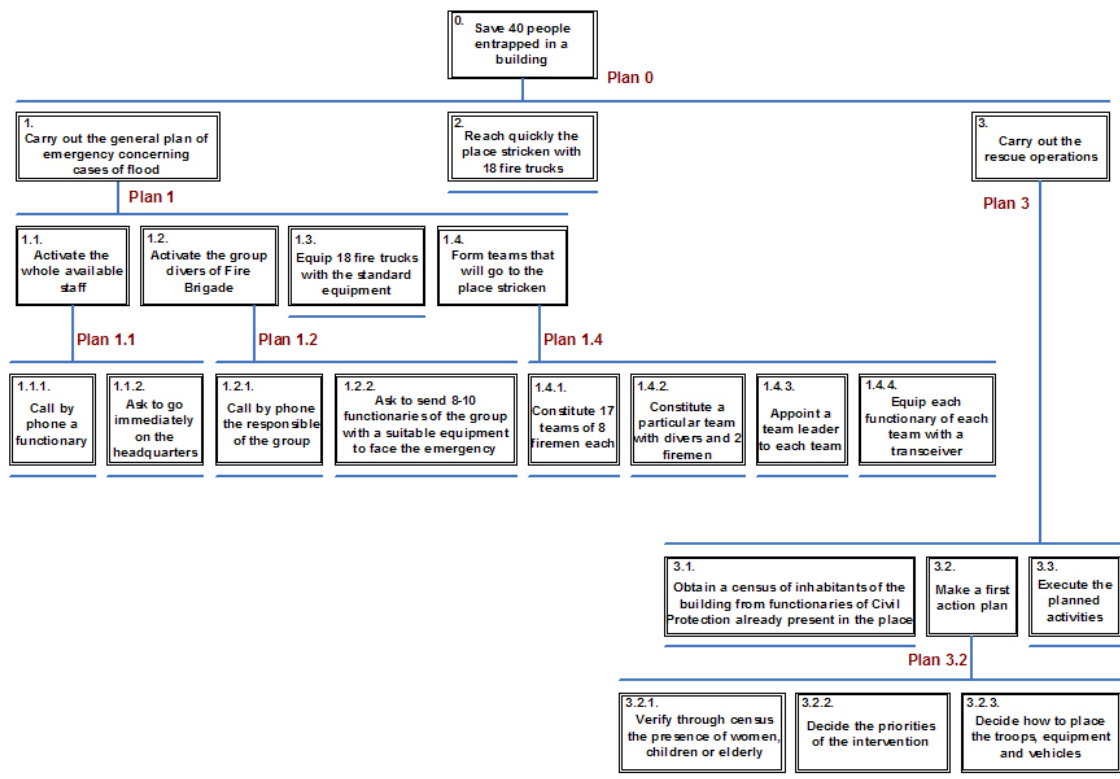 0.
Save 40 people
entrapped in a
building
Plan 0
1.
Carry out the general plan of
emergency concerning
cases of flood
2.
Reach quickly the
place stricken with
18 fire trucks
3.
Carry out the
rescue operations
Plan 1
Plan 3
1.1.
Activate the
whole available
staff
1.2.
Activate the group
divers of Fire
Brigade
1.3.
Equip 18 fire trucks
with the standard
equipment
1.4.
Form teams that
will go to the
place stricken
Plan 1.1
Plan 1.2
Plan 1.4
1.1.1.
Call by
phone a
functionary
1.1.2.
Ask to go
immediately
on the
headquarters
1.2.1.
Call by phone
the responsible
of the group
1.2.2.
Ask to send 8-10
functionaries of the group
with a suitable equipment
to face the emergency
1.4.1.
Constitute 17
teams of 8
firemen each
1.4.2.
Constitute a
particular team
with divers and 2
firemen
1.4.3.
Appoint a
team leader
to each team
1.4.4.
Equip each
functionary of each
team with a
transceiver
3.1.
Obtain a census of inhabitants of the
building from functionaries of Civil
Protection already present in the place
3.2.
Make a first
action plan
3.3.
Execute the
planned
activities
Plan 3.2
3.2.1.
Verify through census
the presence of women,
children or elderly
3.2.2.
Decide the priorities
of the intervention
3.2.3.
Decide how to place
the troops, equipment
and vehicles